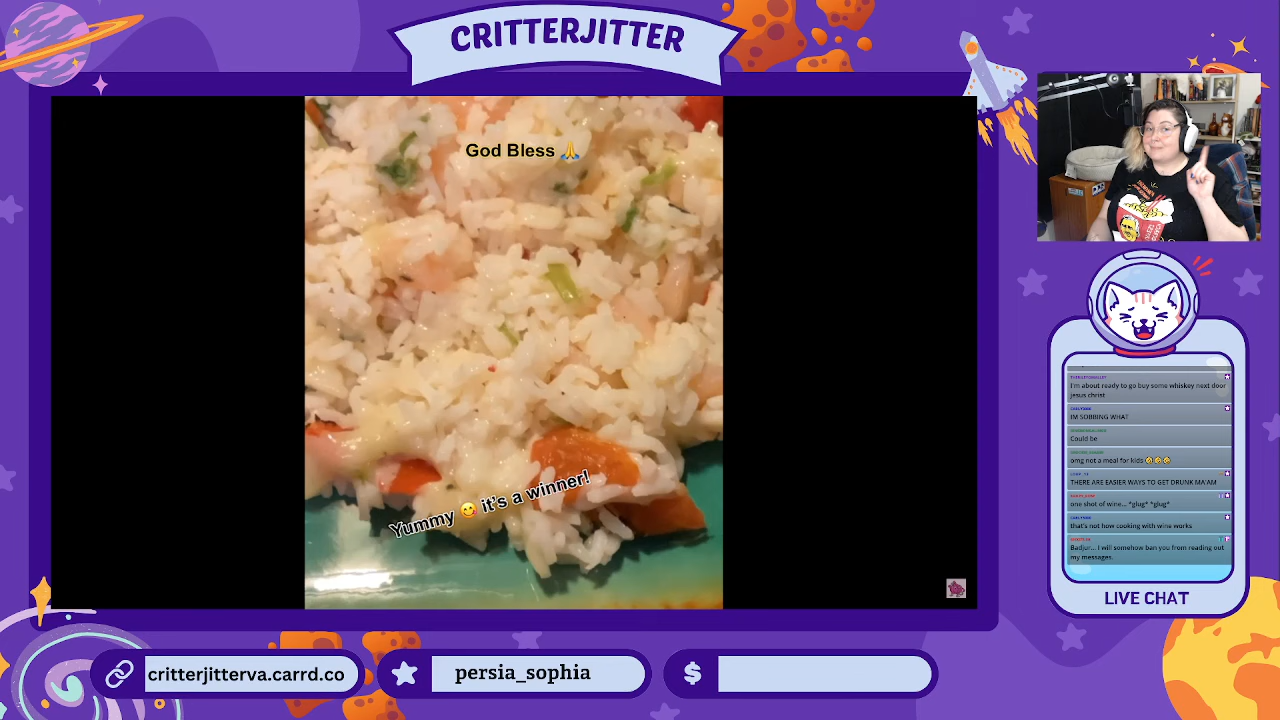 CRITTERJITTER
God Bless 🙏
Yummy 😋 it's a winner!
I'm about ready to go buy some whiskey next door
jesus christ
IM SOBBING WHAT
Could be
omg not a meal for kids
THERE ARE EASIER WAYS TO GET DRUNK MA'AM
one shot of wine... *glug* *glug*
that's not how cooking with wine works
Badjur... I will somehow ban you from reading out
my messages.
LIVE CHAT
critterjitterva.carrd.co
persia_sophia
$